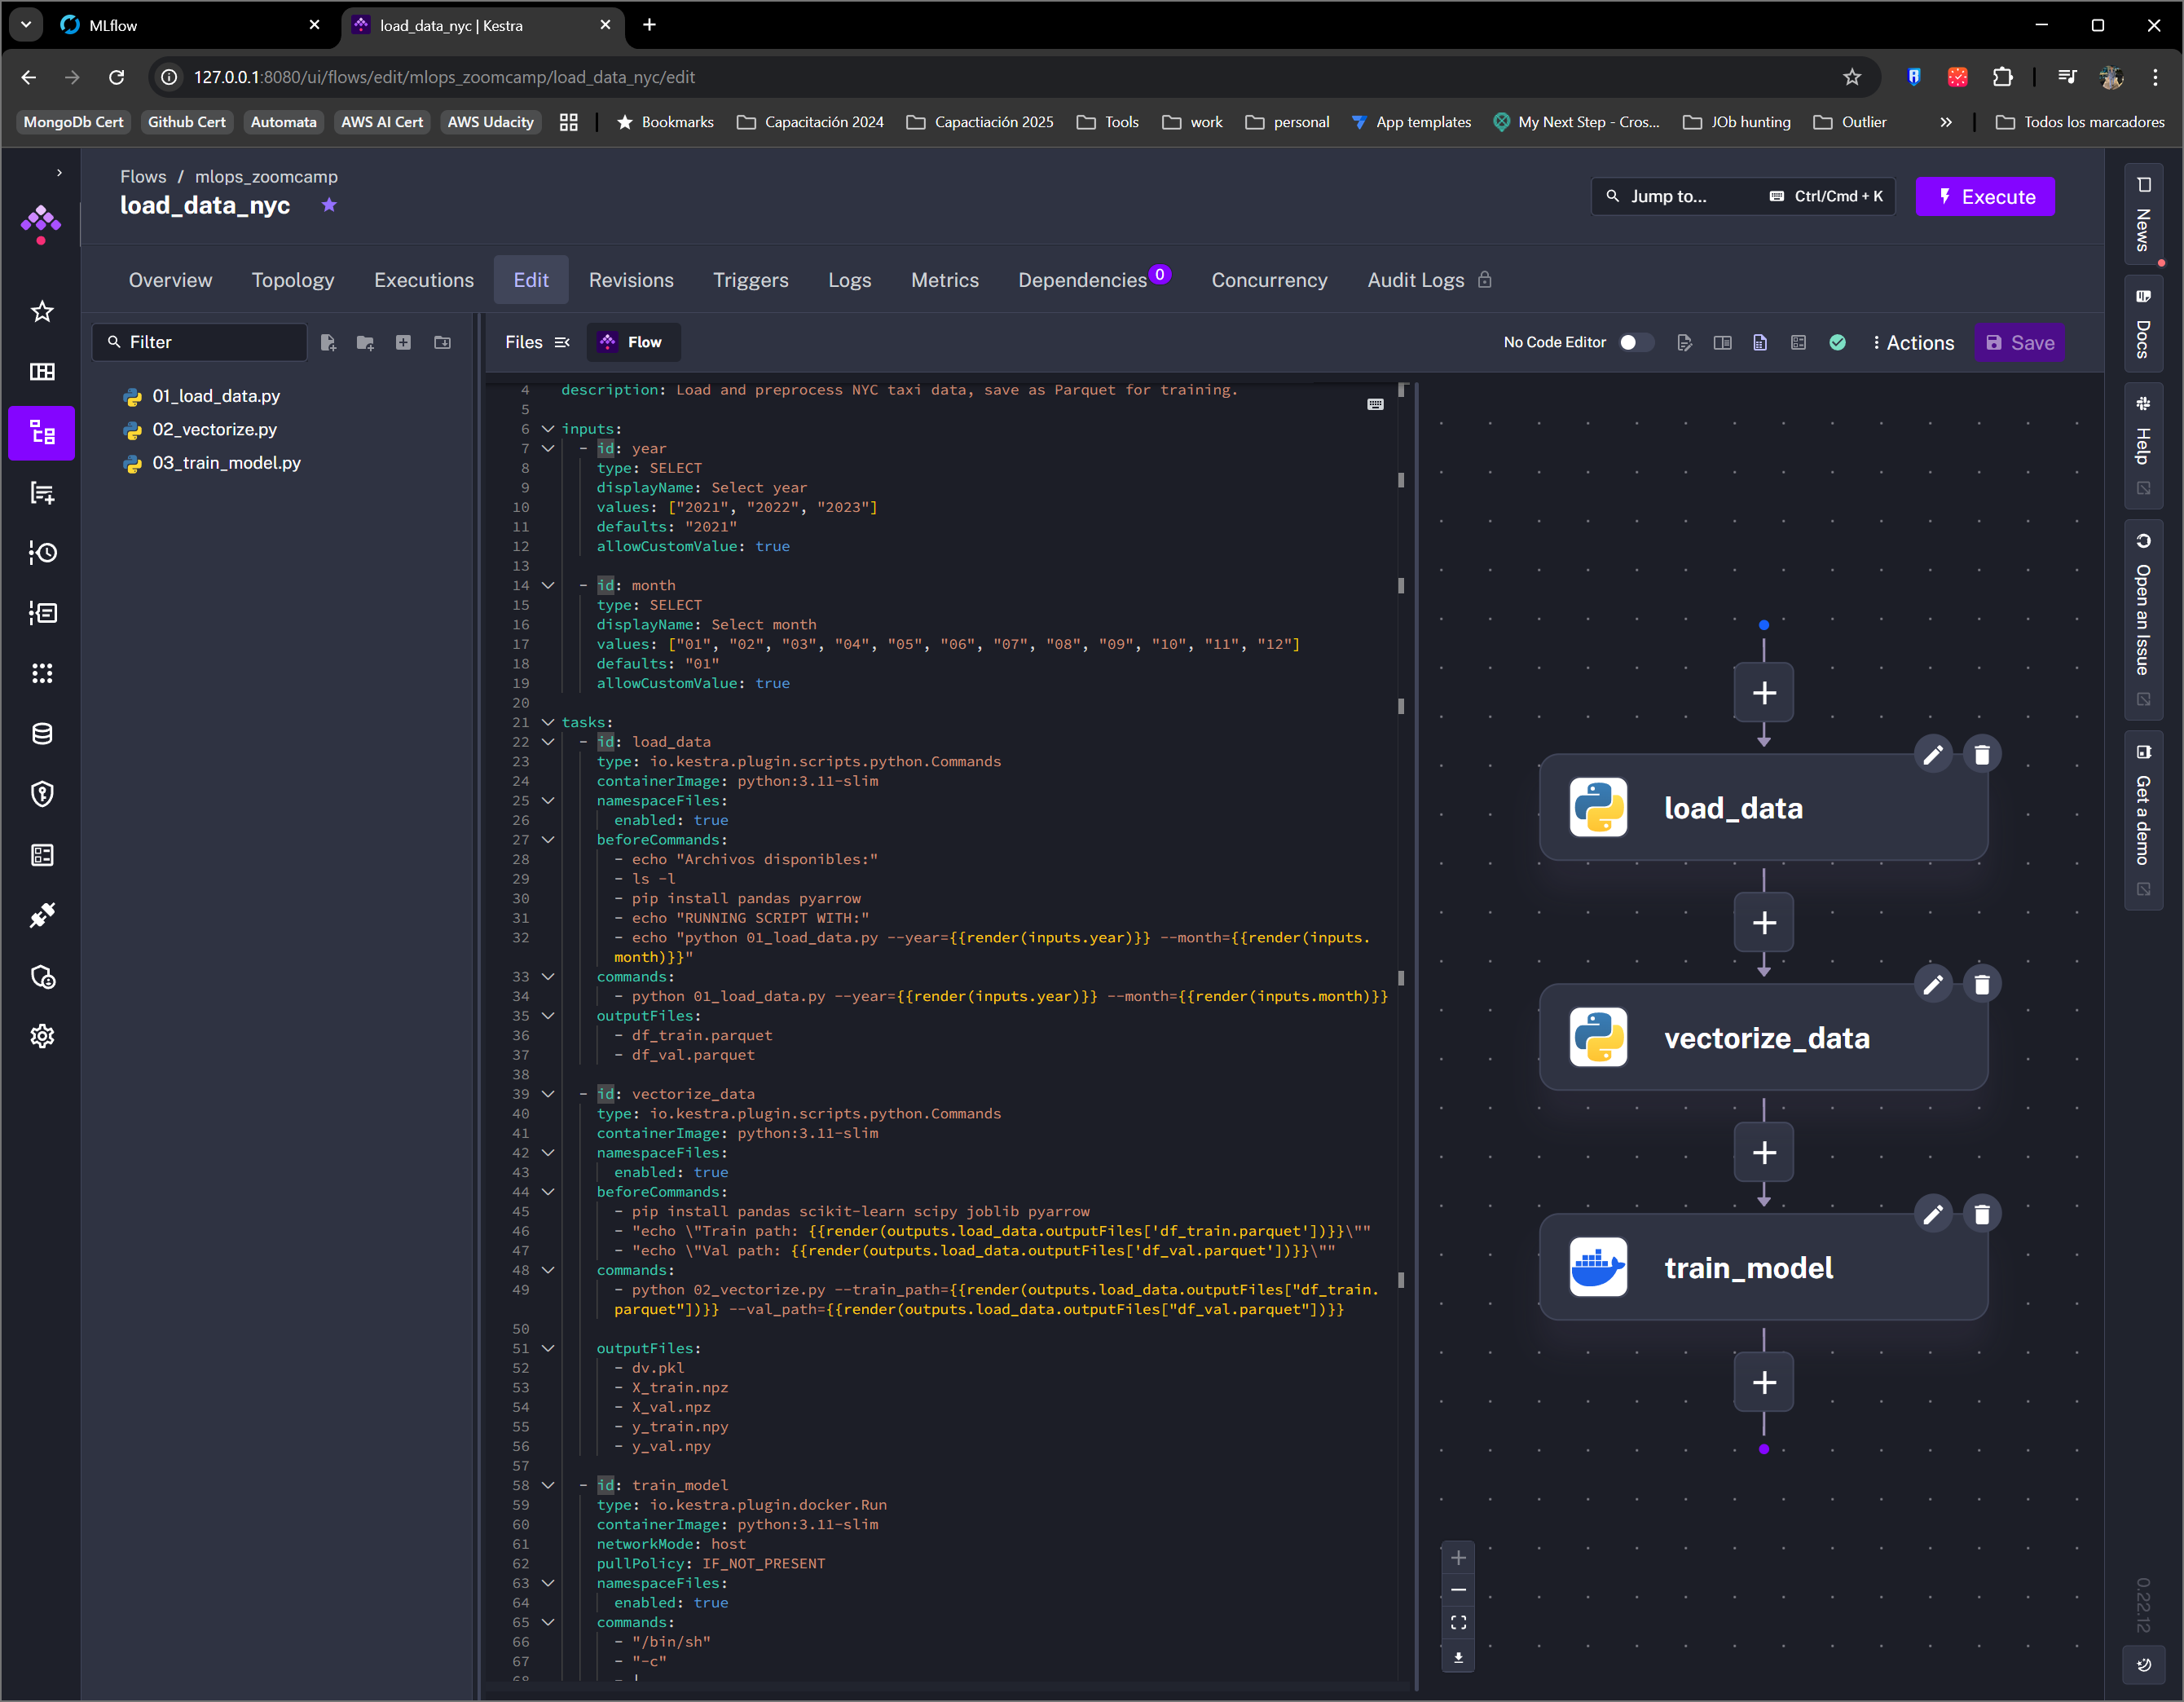 MLflow
load_data_nyc | Kestra
127.0.0.1:8080/ui/flows/edit/mlops_zoomcamp/load_data_nyc/edit
MongoDb Cert
Github Cert
Automata
AWS AI Cert
AWS Udacity
Bookmarks
Capacitación 2024
Capactiación 2025
Tools
work
personal
App templates
My Next Step - Cros...
JOb hunting
Outlier
Todos los marcadores
Flows / mlops_zoomcamp
load_data_nyc
Jump to...
Ctrl/Cmd + K
Execute
Overview
Topology
Executions
Edit
Revisions
Triggers
Logs
Metrics
Dependencies 0
Concurrency
Audit Logs
Filter
01_load_data.py
02_vectorize.py
03_train_model.py
Files
Flow
No Code Editor
Actions
Save
4 description: Load and preprocess NYC taxi data, save as Parquet for training.
5
6 inputs:
7 - id: year
8 type: SELECT
9 displayName: Select year
10 values: ["2021", "2022", "2023"]
11 defaults: "2021"
12 allowCustomValue: true
13
14 - id: month
15 type: SELECT
16 displayName: Select month
17 values: ["01", "02", "03", "04", "05", "06", "07", "08", "09", "10", "11", "12"]
18 defaults: "01"
19 allowCustomValue: true
20
21 tasks:
22 - id: load_data
23 type: io.kestra.plugin.scripts.python.Commands
24 containerImage: python:3.11-slim
25 namespaceFiles:
26 enabled: true
27 beforeCommands:
28 - echo "Archivos disponibles:"
29 - ls -l
30 - pip install pandas pyarrow
31 - echo "RUNNING SCRIPT WITH:"
32 - echo "python 01_load_data.py --year={{render(inputs.year)}} --month={{render(inputs.
month)}}"
33 commands:
34 - python 01_load_data.py --year={{render(inputs.year)}} --month={{render(inputs.month)}}
35 outputFiles:
36 - df_train.parquet
37 - df_val.parquet
38
39 - id: vectorize_data
40 type: io.kestra.plugin.scripts.python.Commands
41 containerImage: python:3.11-slim
42 namespaceFiles:
43 enabled: true
44 beforeCommands:
45 - pip install pandas scikit-learn scipy joblib pyarrow
46 - "echo \"Train path: {{render(outputs.load_data.outputFiles['df_train.parquet'])}}\""
47 - "echo \"Val path: {{render(outputs.load_data.outputFiles['df_val.parquet'])}}\""
48 commands:
49 - python 02_vectorize.py --train_path={{render(outputs.load_data.outputFiles["df_train.
parquet"])}} --val_path={{render(outputs.load_data.outputFiles["df_val.parquet"])}}
50
51 outputFiles:
52 - dv.pkl
53 - X_train.npz
54 - X_val.npz
55 - y_train.npy
56 - y_val.npy
57
58 - id: train_model
59 type: io.kestra.plugin.docker.Run
60 containerImage: python:3.11-slim
61 networkMode: host
62 pullPolicy: IF_NOT_PRESENT
63 namespaceFiles:
64 enabled: true
65 commands:
66 - "/bin/sh"
67 - "-c"
68 - |
load_data
vectorize_data
train_model
News
Docs
Help
Open an Issue
Get a demo
0.22.12